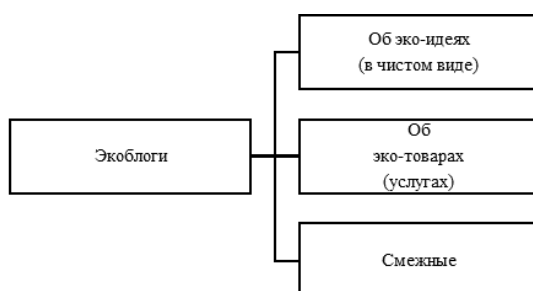 Об эко-идеях
(в чистом виде)
Экоблоги
Об
эко-товарах
(услугах)
Смежные